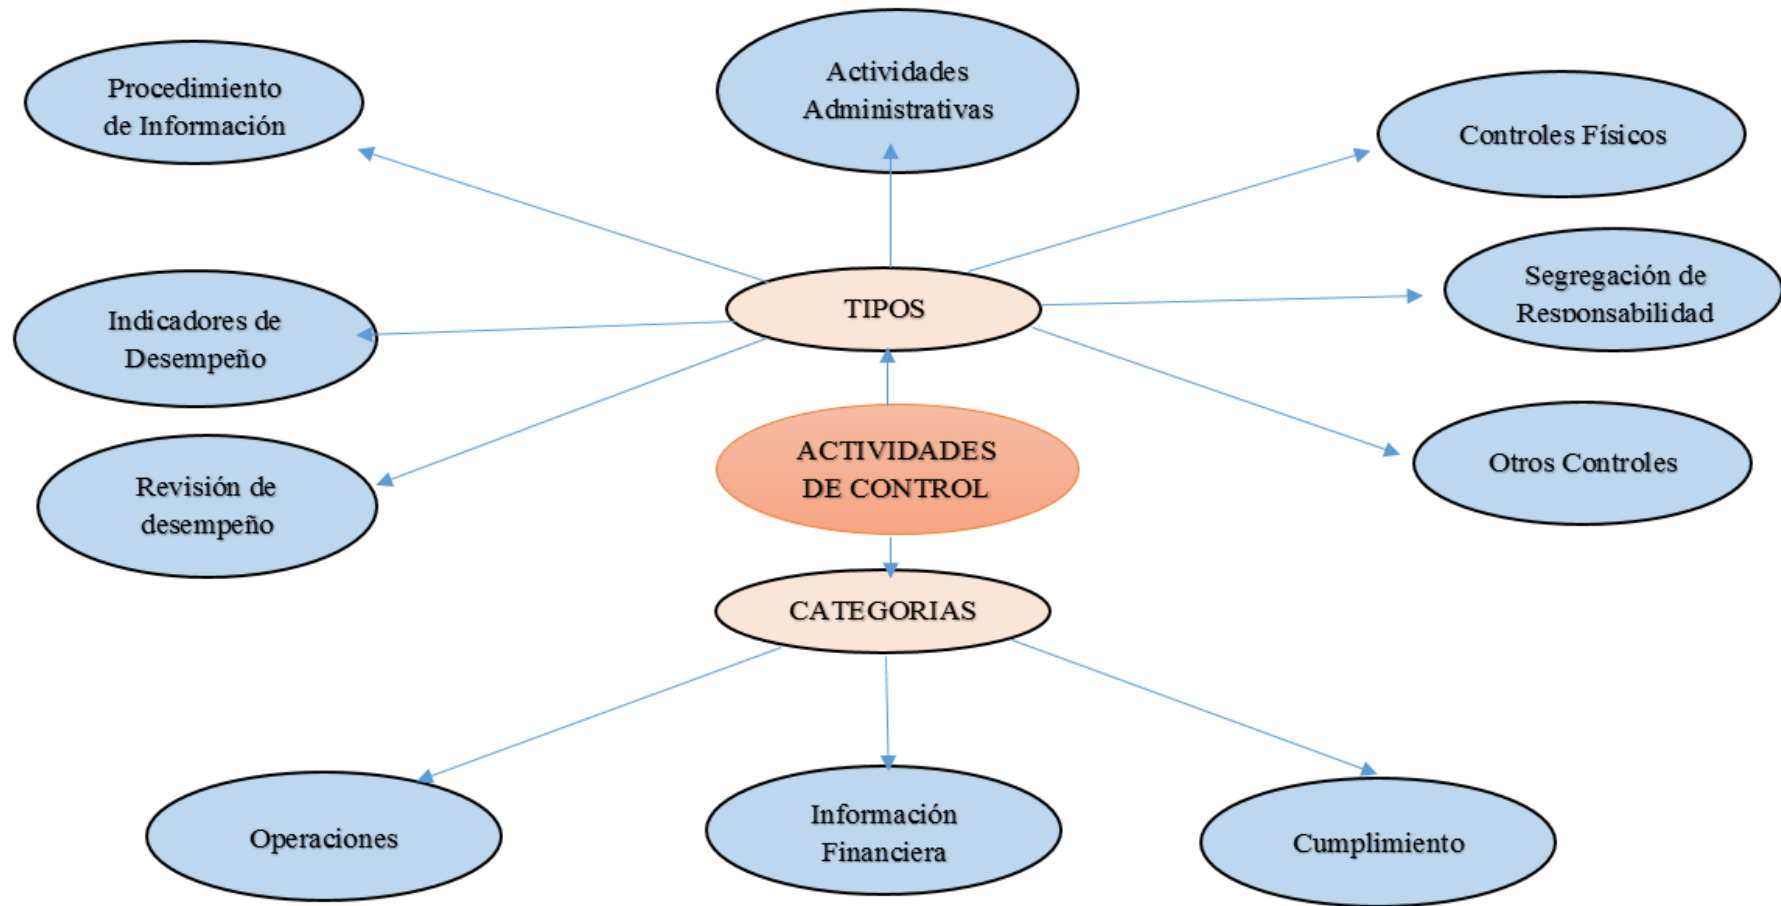 Procedimiento
de Información
Actividades
Administrativas
Controles Físicos
Indicadores de
Desempeño
TIPOS
Segregación de
Responsabilidad
Revisión de
desempeño
ACTIVIDADES
DE CONTROL
Otros Controles
CATEGORIAS
Operaciones
Información
Financiera
Cumplimiento